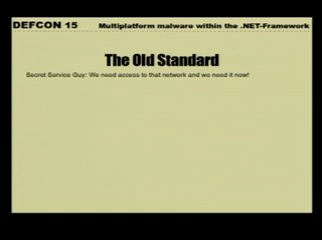 DEFCON 15 Multiplatform malware within the .NET-Framework
The Old Standard
Secret Service Guy: We need access to that network and we need it now!